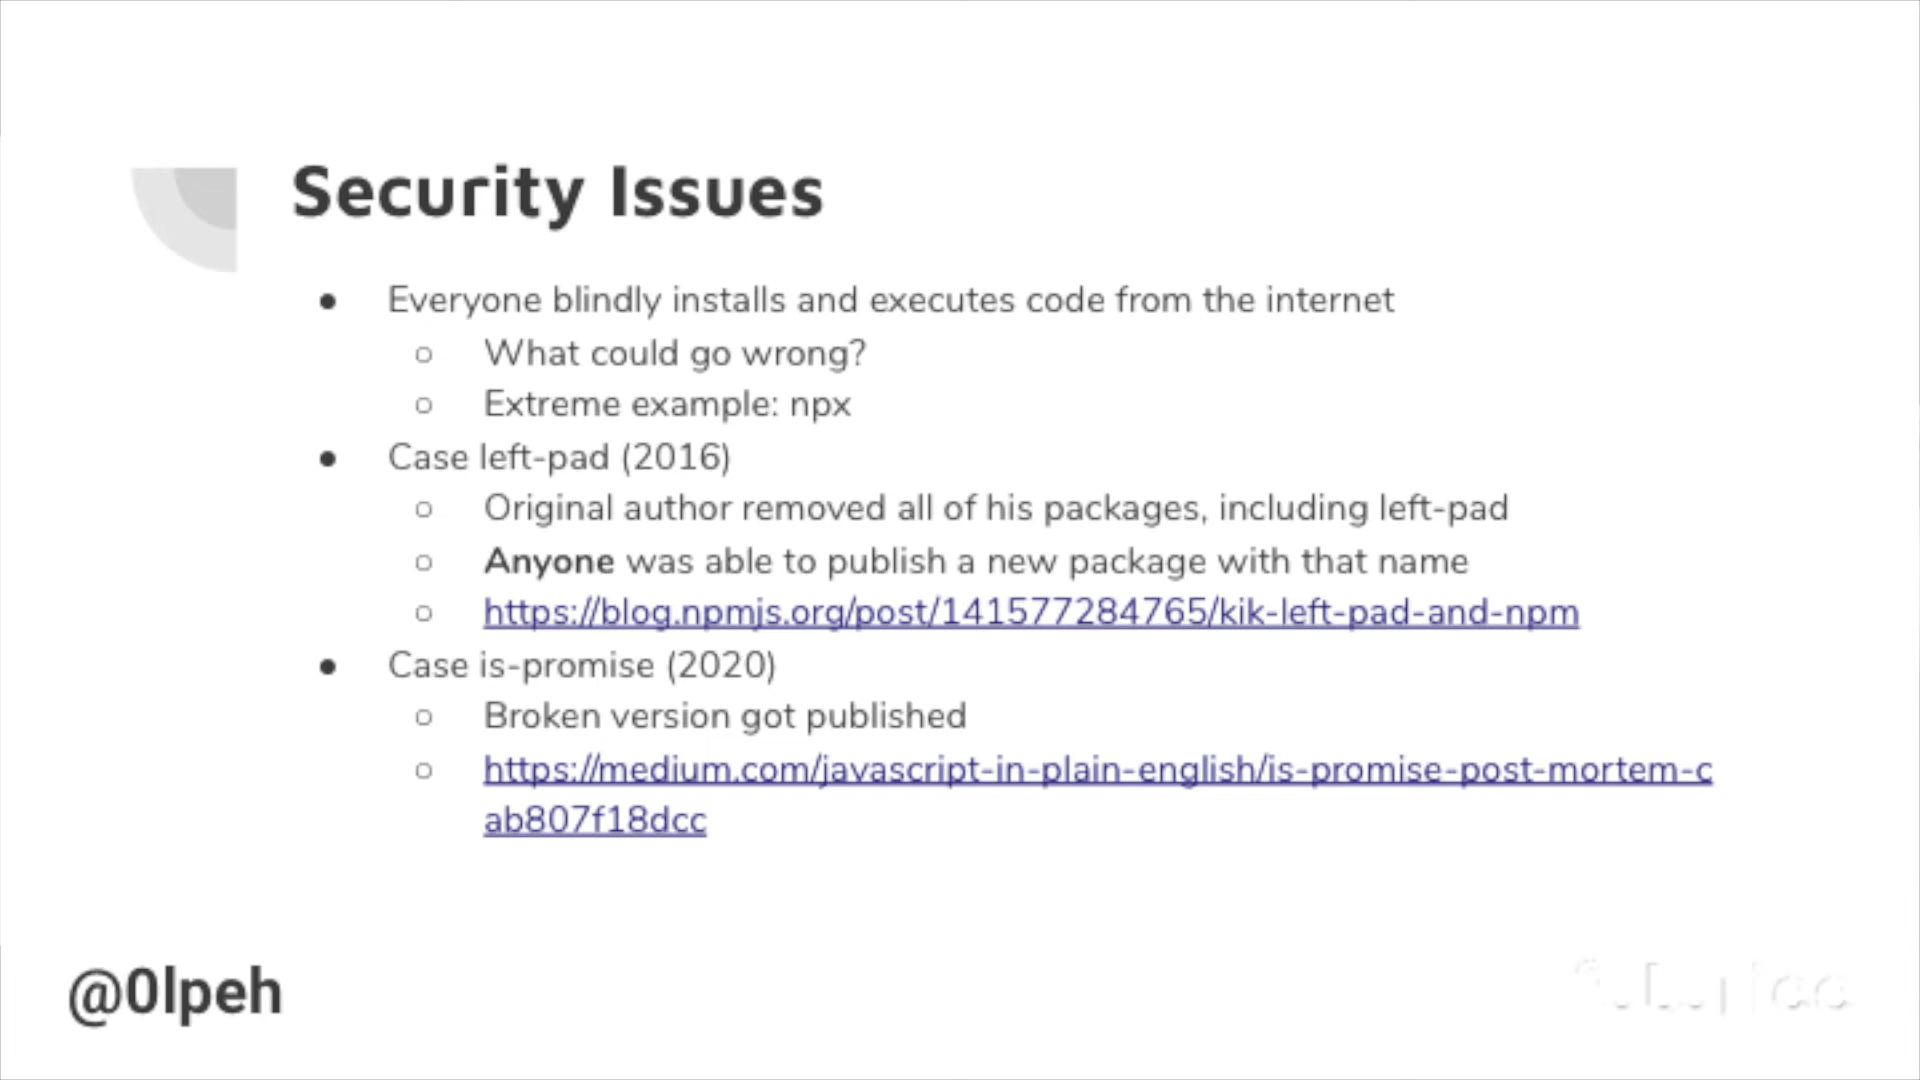 Security Issues
● Everyone blindly installs and executes code from the internet
○ What could go wrong?
○ Extreme example: npx
● Case left-pad (2016)
○ Original author removed all of his packages, including left-pad
○ Anyone was able to publish a new package with that name
○ https://blog.npmjs.org/post/141577284765/kik-left-pad-and-npm
● Case is-promise (2020)
○ Broken version got published
○ https://medium.com/javascript-in-plain-english/is-promise-post-mortem-c
ab807f18dcc
@0lpeh